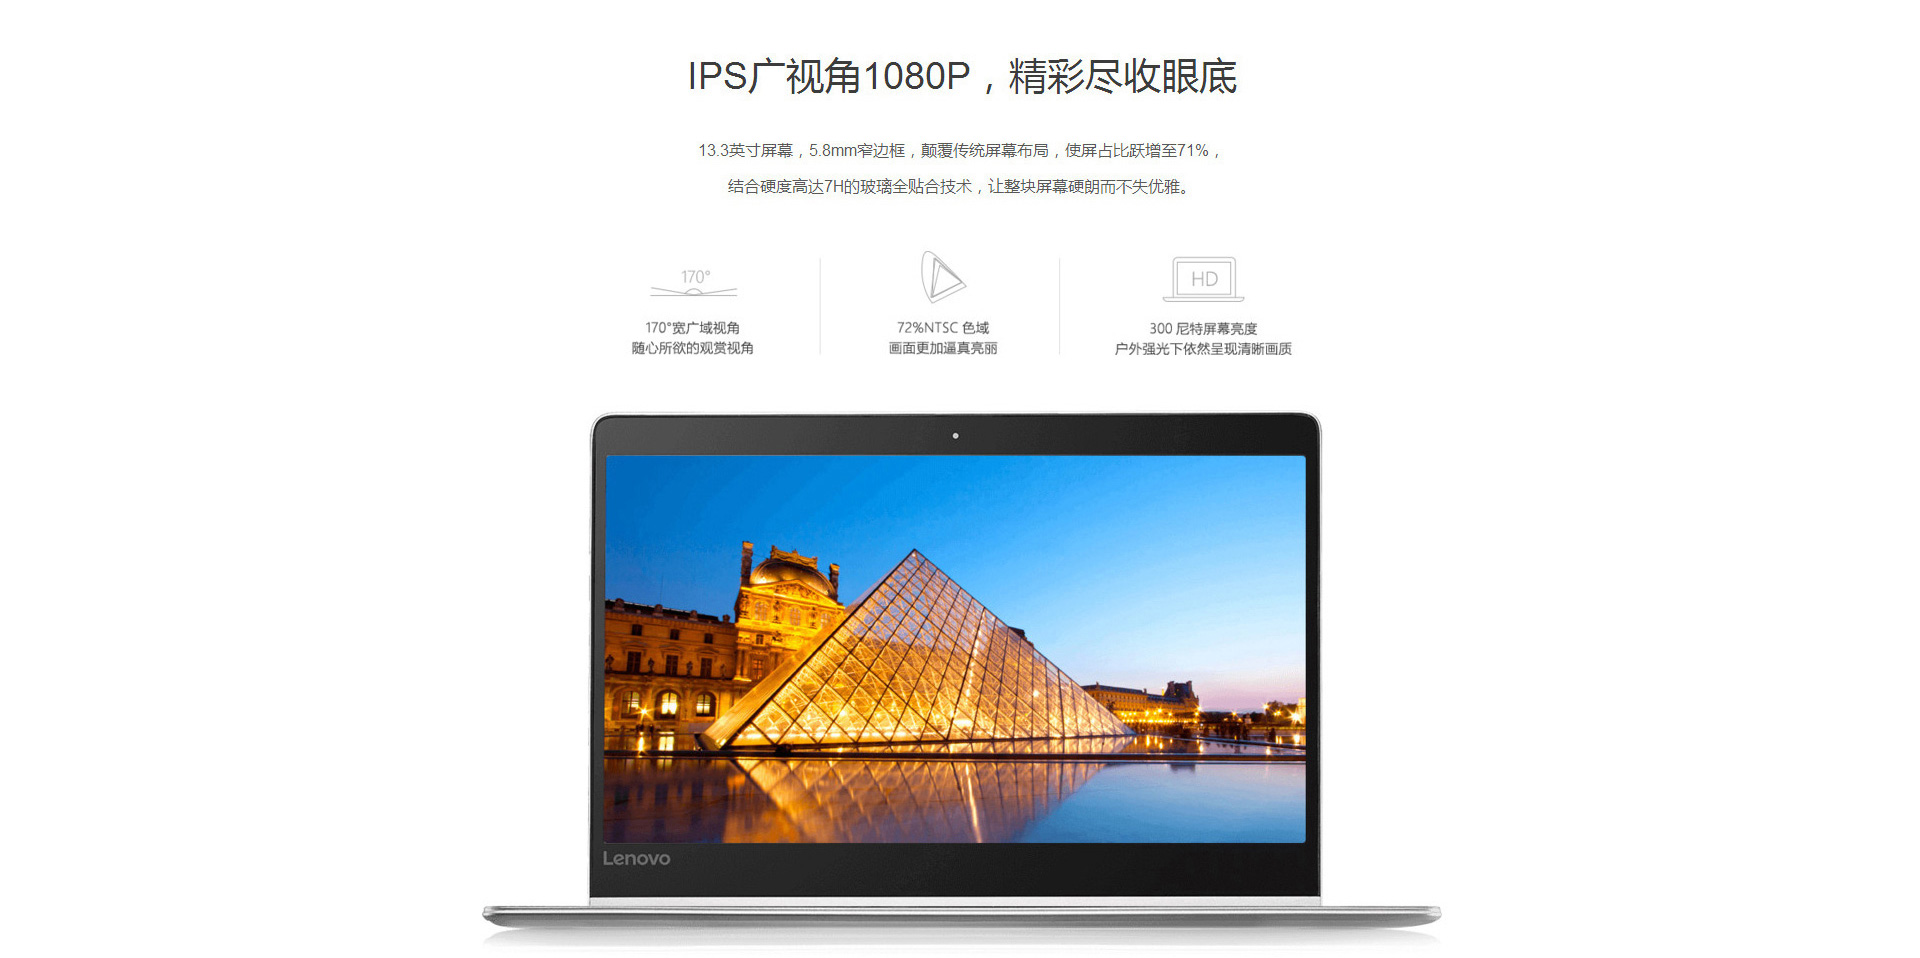 IPS广视角1080P，精彩尽收眼底
13.3英寸屏幕，5.8mm窄边框，颠覆传统屏幕布局，使屏占比跃增至71%，
结合硬度高达7H的玻璃全贴合技术，让整块屏幕硬朗而不失优雅。
170°
170°宽广域视角
随心所欲的观赏视角
72%NTSC 色域
画面更加逼真亮丽
HD
300 尼特屏幕亮度
户外强光下依然呈现清晰画质
Lenovo